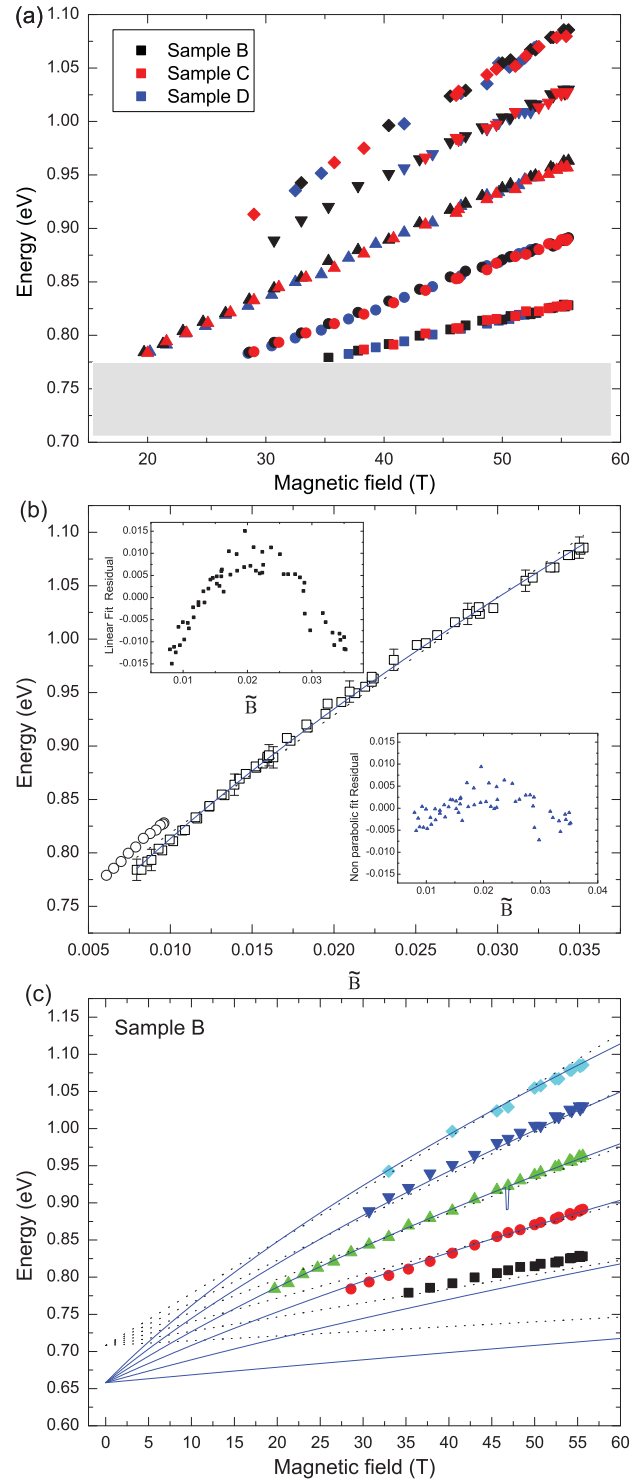 (a)
1.10
1.05
1.00
0.95
0.90
0.85
0.80
0.75
0.70
Energy (eV)
Sample B
Sample C
Sample D
20 30 40 50 60
Magnetic field (T)
(b)
1.10
1.05
1.00
0.95
0.90
0.85
0.80
0.75
Energy (eV)
0.015
0.010
0.005
0.000
-0.005
-0.010
-0.015
Linear Fit Residual
0.01 0.02 0.03
B̃
0.015
0.010
0.005
0.000
-0.005
-0.010
-0.015
Non parabolic fit Residual
0.01 0.02 0.03 0.04
B̃
0.005 0.010 0.015 0.020 0.025 0.030 0.035
B̃
(c)
Sample B
1.15
1.10
1.05
1.00
0.95
0.90
0.85
0.80
0.75
0.70
0.65
0.60
Energy (eV)
0 5 10 15 20 25 30 35 40 45 50 55 60
Magnetic field (T)